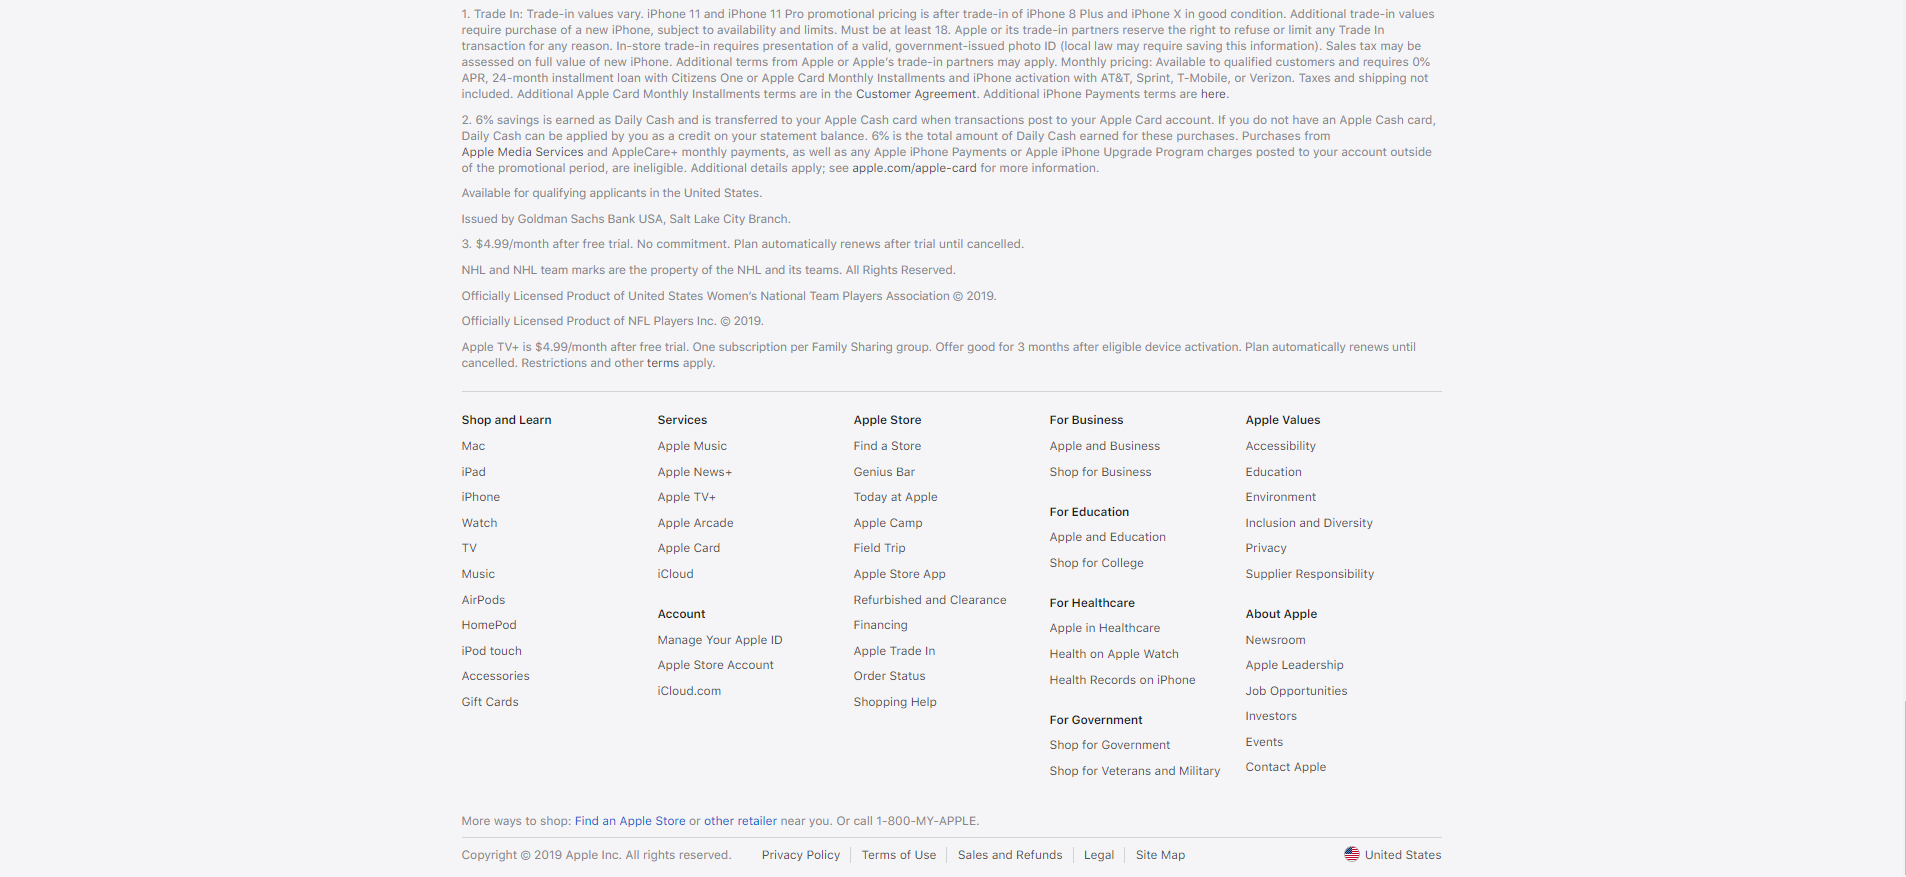 1. Trade In: Trade-in values vary. iPhone 11 and iPhone 11 Pro promotional pricing is after trade-in of iPhone 8 Plus and iPhone X in good condition. Additional trade-in values
require purchase of a new iPhone, subject to availability and limits. Must be at least 18. Apple or its trade-in partners reserve the right to refuse or limit any Trade In
transaction for any reason. In-store trade-in requires presentation of a valid, government-issued photo ID (local law may require saving this information). Sales tax may be
assessed on full value of new iPhone. Additional terms from Apple or Apple's trade-in partners may apply. Monthly pricing: Available to qualified customers and requires 0%
APR, 24-month installment loan with Citizens One or Apple Card Monthly Installments and iPhone activation with AT&T, Sprint, T-Mobile, or Verizon. Taxes and shipping not
included. Additional Apple Card Monthly Installments terms are in the Customer Agreement. Additional iPhone Payments terms are here.
2. 6% savings is earned as Daily Cash and is transferred to your Apple Cash card when transactions post to your Apple Card account. If you do not have an Apple Cash card,
Daily Cash can be applied by you as a credit on your statement balance. 6% is the total amount of Daily Cash earned for these purchases. Purchases from
Apple Media Services and AppleCare+ monthly payments, as well as any Apple iPhone Payments or Apple iPhone Upgrade Program charges posted to your account outside
of the promotional period, are ineligible. Additional details apply; see apple.com/apple-card for more information.
Available for qualifying applicants in the United States.
Issued by Goldman Sachs Bank USA, Salt Lake City Branch.
3. $4.99/month after free trial. No commitment. Plan automatically renews after trial until cancelled.
NHL and NHL team marks are the property of the NHL and its teams. All Rights Reserved.
Officially Licensed Product of United States Women's National Team Players Association © 2019.
Officially Licensed Product of NFL Players Inc. © 2019.
Apple TV+ is $4.99/month after free trial. One subscription per Family Sharing group. Offer good for 3 months after eligible device activation. Plan automatically renews until
cancelled. Restrictions and other terms apply.
Shop and Learn
Mac
iPad
iPhone
Watch
TV
Music
AirPods
HomePod
iPod touch
Accessories
Gift Cards
Services
Apple Music
Apple News+
Apple TV+
Apple Arcade
Apple Card
iCloud
Account
Manage Your Apple ID
Apple Store Account
iCloud.com
Apple Store
Find a Store
Genius Bar
Today at Apple
Apple Camp
Field Trip
Apple Store App
Refurbished and Clearance
Financing
Apple Trade In
Order Status
Shopping Help
For Business
Apple and Business
Shop for Business
For Education
Apple and Education
Shop for College
For Healthcare
Apple in Healthcare
Health on Apple Watch
Health Records on iPhone
For Government
Shop for Government
Shop for Veterans and Military
Apple Values
Accessibility
Education
Environment
Inclusion and Diversity
Privacy
Supplier Responsibility
About Apple
Newsroom
Apple Leadership
Job Opportunities
Investors
Events
Contact Apple
More ways to shop: Find an Apple Store or other retailer near you. Or call 1-800-MY-APPLE.
Copyright © 2019 Apple Inc. All rights reserved. Privacy Policy Terms of Use Sales and Refunds Legal Site Map United States